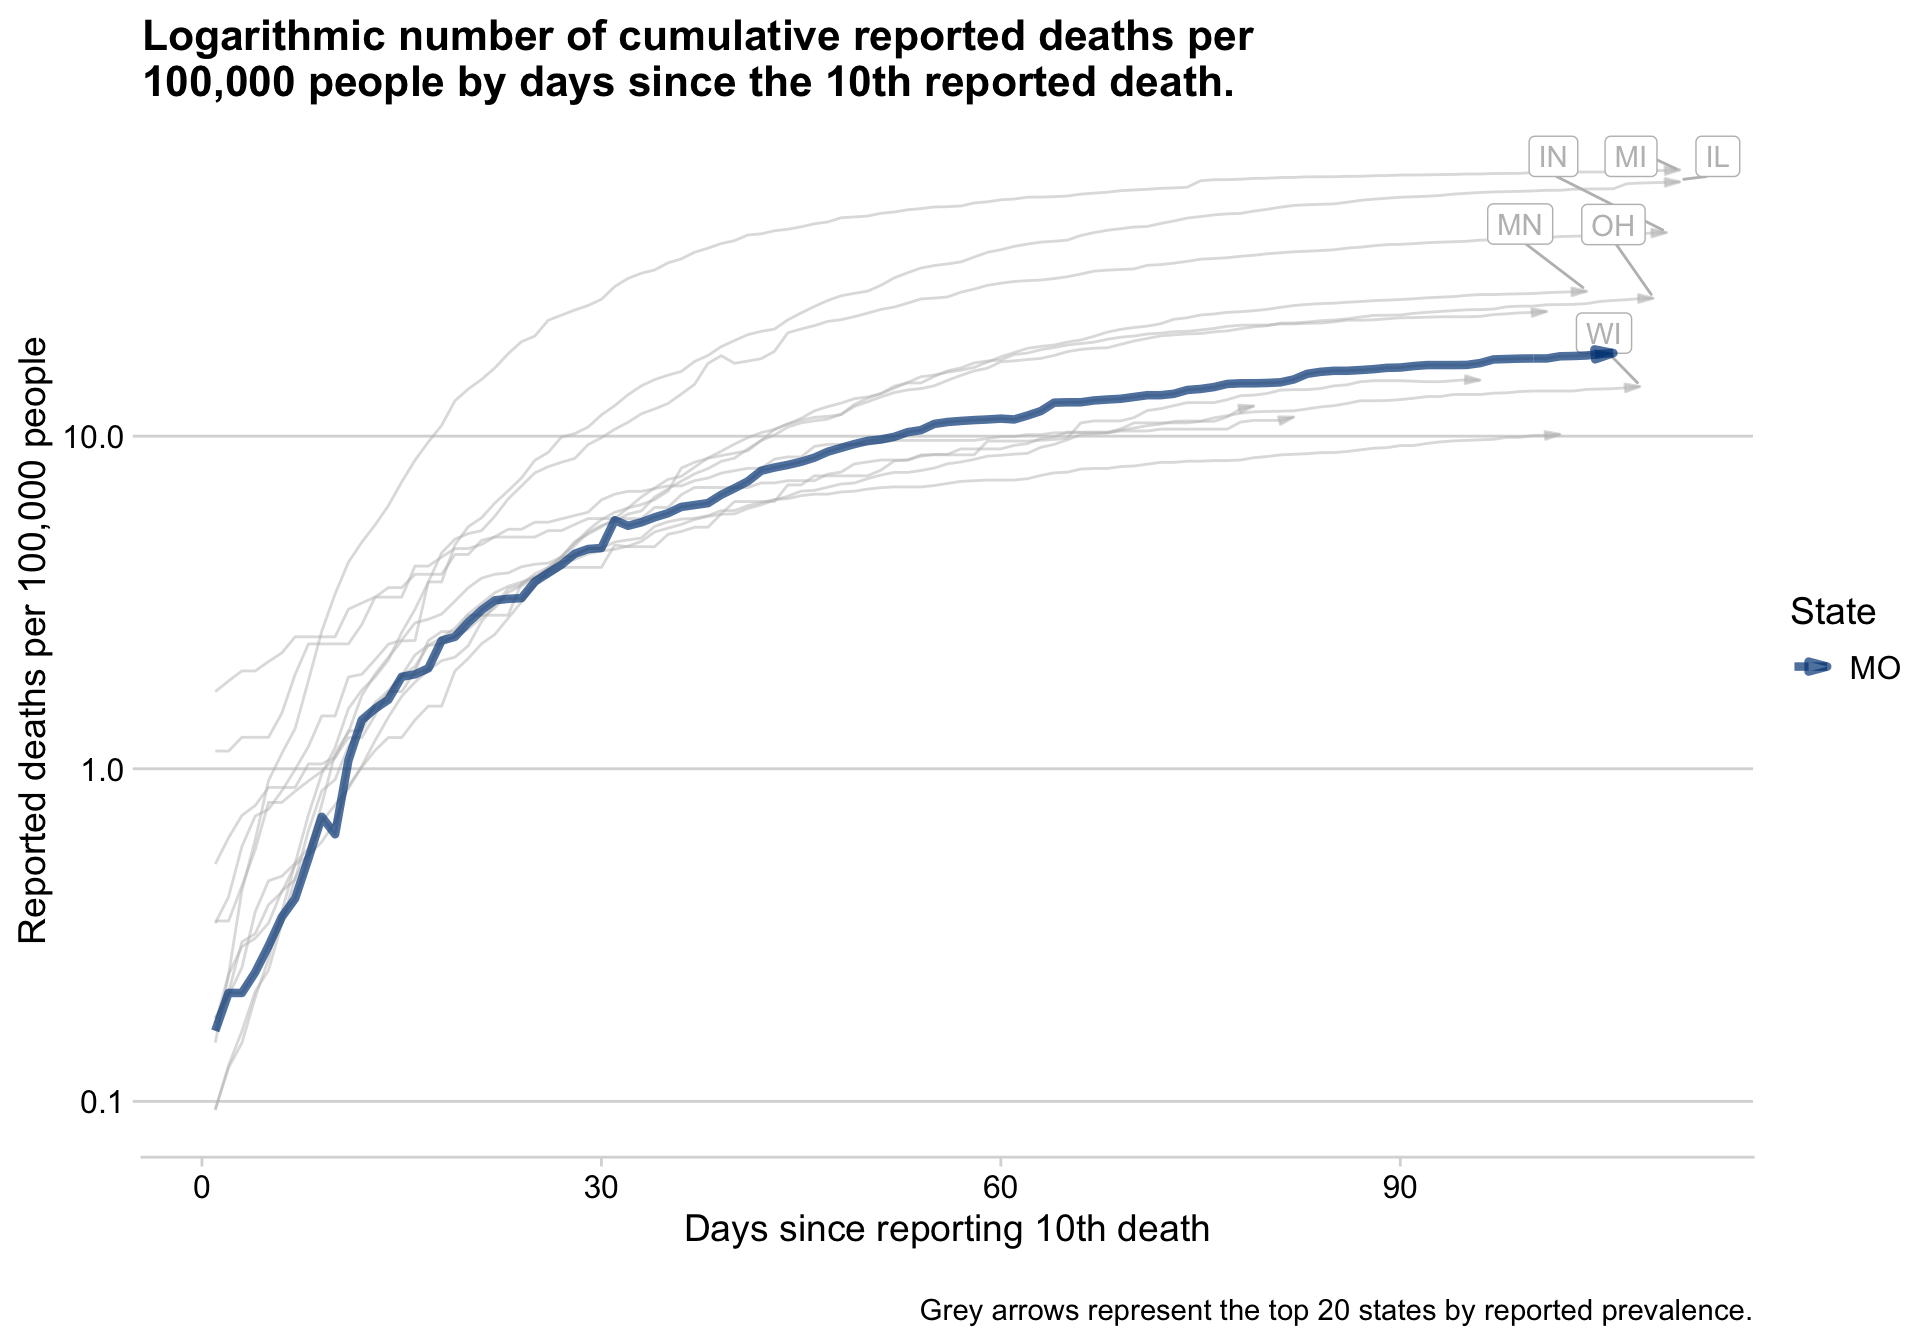 Logarithmic number of cumulative reported deaths per
100,000 people by days since the 10th reported death.
IN
MI
IL
MN
OH
WI
Reported deaths per 100,000 people
10.0
1.0
0.1
State
MO
0
30
60
90
Days since reporting 10th death
Grey arrows represent the top 20 states by reported prevalence.